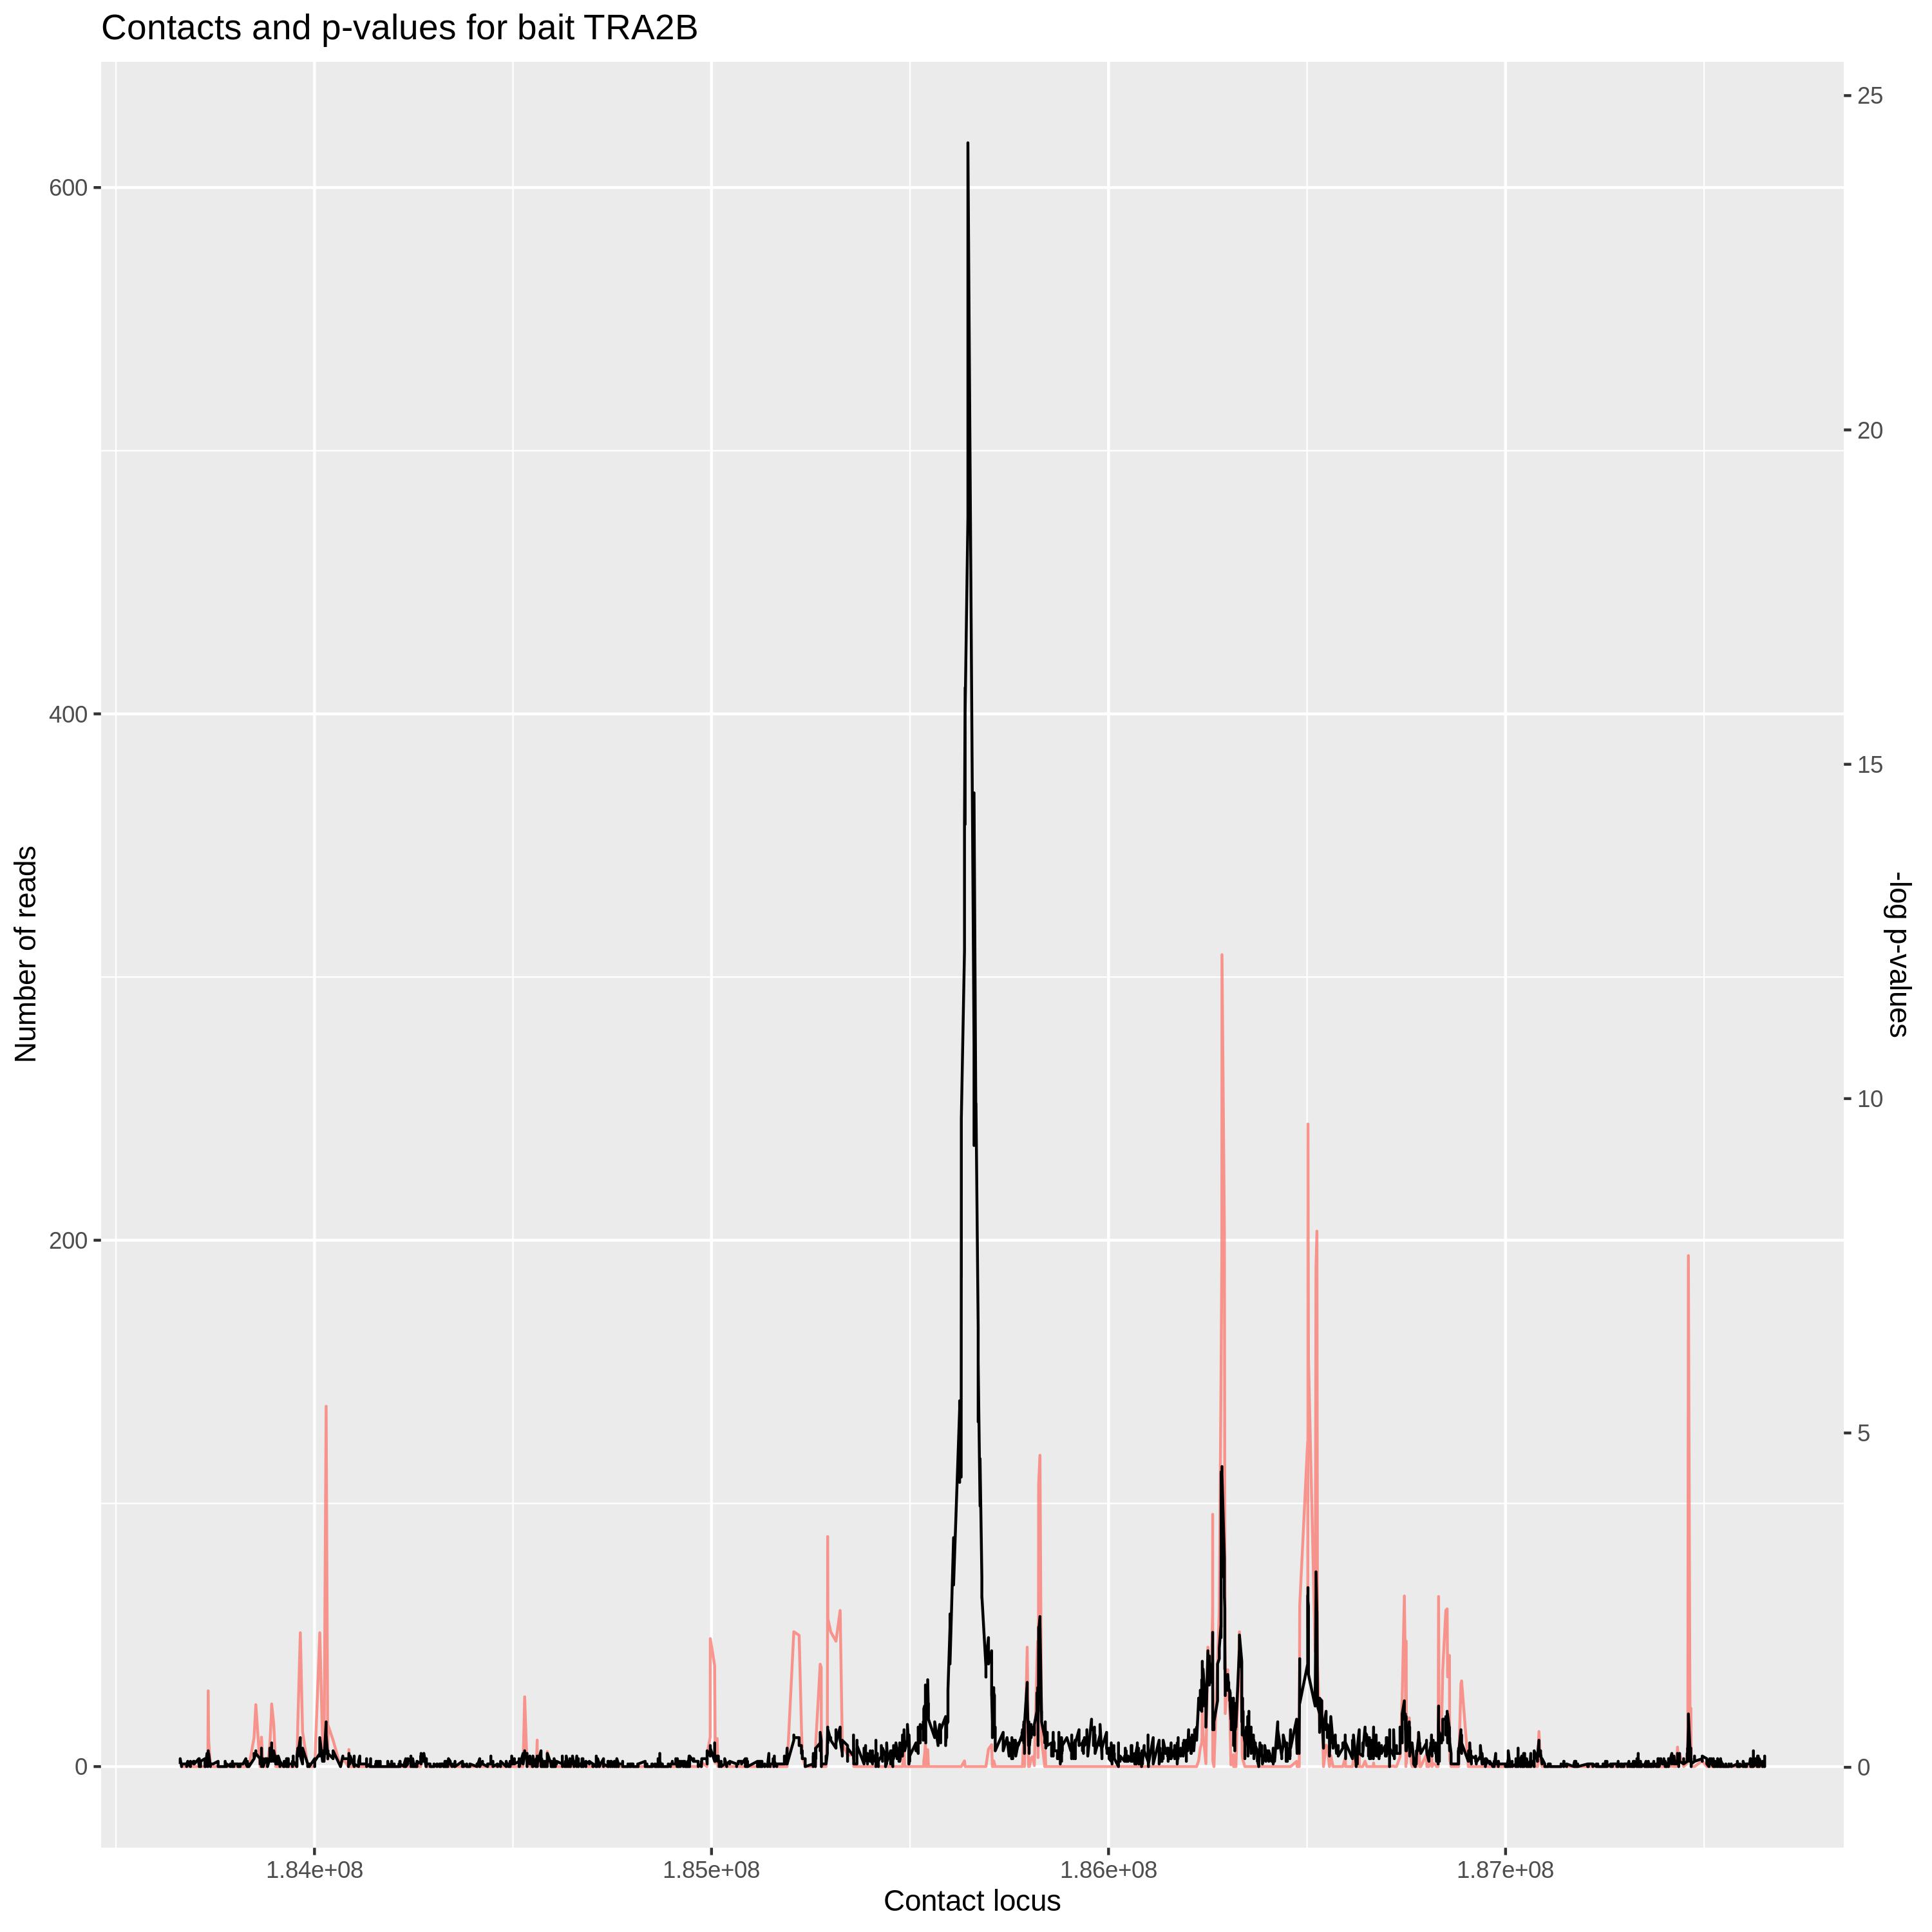 Contacts and p-values for bait TRA2B
Number of reads
600
400
200
0
25
20
15
10
5
0
-log p-values
1.84e+08
1.85e+08
1.86e+08
1.87e+08
Contact locus